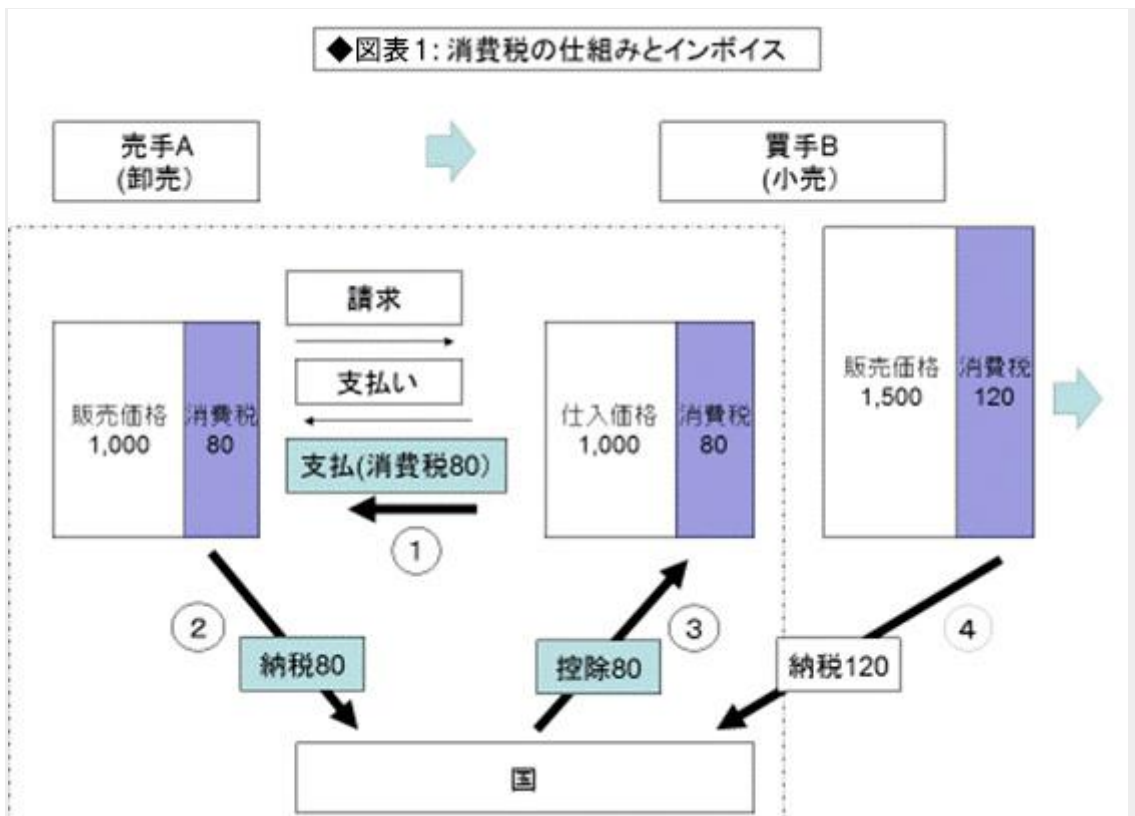 ◆図表1:消費税の仕組みとインボイス
売手A
(卸売)
買手B
(小売)
請求
支払い
支払(消費税80)
①
販売価格
1,000
消費税
80
仕入価格
1,000
消費税
80
販売価格
1,500
消費税
120
②
納税80
控除80
③
納税120
④
国